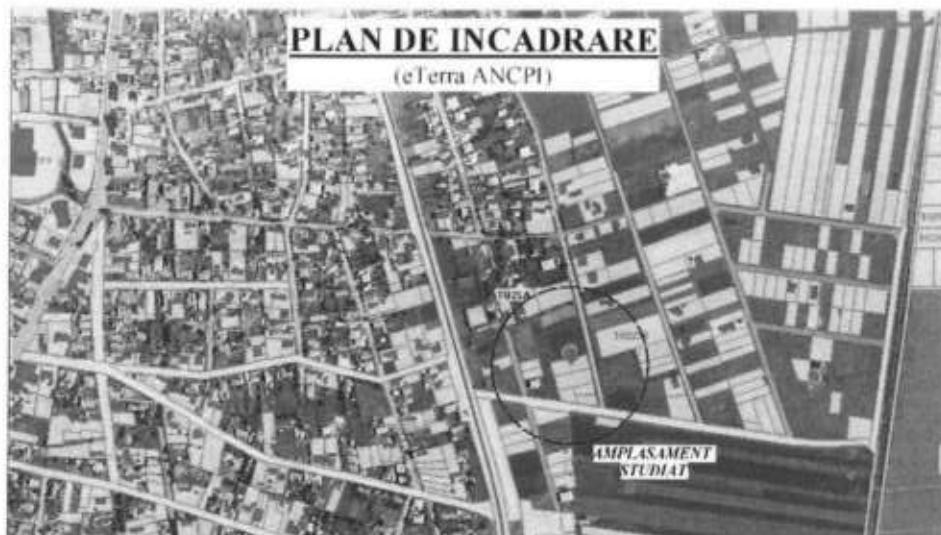 PLAN DE INCADRARE
(eTerra ANCPI)
AMPLASAMENT
STUDIAT